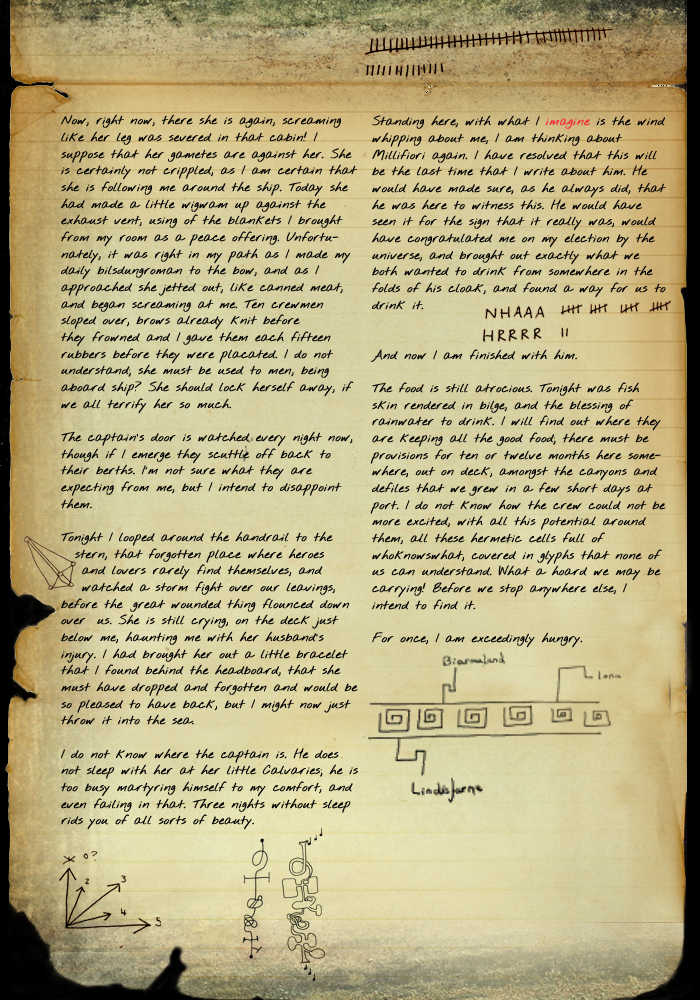 Now, right now, there she is again, screaming
like her leg was severed in that cabin! I
suppose that her gametes are against her. She
is certainly not crippled, as I am certain that
she is following me around the ship. Today she
had made a little wigwam up against the
exhaust vent, using of the blankets I brought
from my room as a peace offering. Unfortu-
nately, it was right in my path as I made my
daily bilsdungroman to the bow, and as I
approached she jetted out, like canned meat,
and began screaming at me. Ten crewmen
sloped over, brows already knit before
they frowned and I gave them each fifteen
rubbers before they were placated. I do not
understand, she must be used to men, being
aboard ship? She should lock herself away, if
we all terrify her so much.
The captain's door is watched every night now,
though if I emerge they scuttle off back to
their berths. I'm not sure what they are
expecting from me, but I intend to disappoint
them.
Tonight I looped around the handrail to the
stern, that forgotten place where heroes
and lovers rarely find themselves, and
watched a storm fight over our leavings,
before the great wounded thing flounced down
over us. She is still crying, on the deck just
below me, haunting me with her husband's
injury. I had brought her out a little bracelet
that I found behind the headboard, that she
must have dropped and forgotten and would be
so pleased to have back, but I might now just
throw it into the sea.
I do not know where the captain is. He does
not sleep with her at her little Calvaries, he is
too busy martyring himself to my comfort, and
even failing in that. Three nights without sleep
rids you of all sorts of beauty.
X 0?
2
3
4
5
Standing here, with what I imagine is the wind
whipping about me, I am thinking about
Millifiori again. I have resolved that this will
be the last time that I write about him. He
would have made sure, as he always did, that
he was here to witness this. He would have
seen it for the sign that it really was, would
have congratulated me on my election by the
universe, and brought out exactly what we
both wanted to drink from somewhere in the
folds of his cloak, and found a way for us to
drink it.
NHAAA
HRRRR
And now I am finished with him.
The food is still atrocious. Tonight was fish
skin rendered in bilge, and the blessing of
rainwater to drink. I will find out where they
are keeping all the good food, there must be
provisions for ten or twelve months here some-
where, out on deck, amongst the canyons and
defiles that we grew in a few short days at
port. I do not know how the crew could not be
more excited, with all this potential around
them, all these hermetic cells full of
whoknowswhat, covered in glyphs that none of
us can understand. What a hoard we may be
carrying! Before we stop anywhere else, I
intend to find it.
For once, I am exceedingly hungry.
Biarmaland
Iona
Lindisfarne